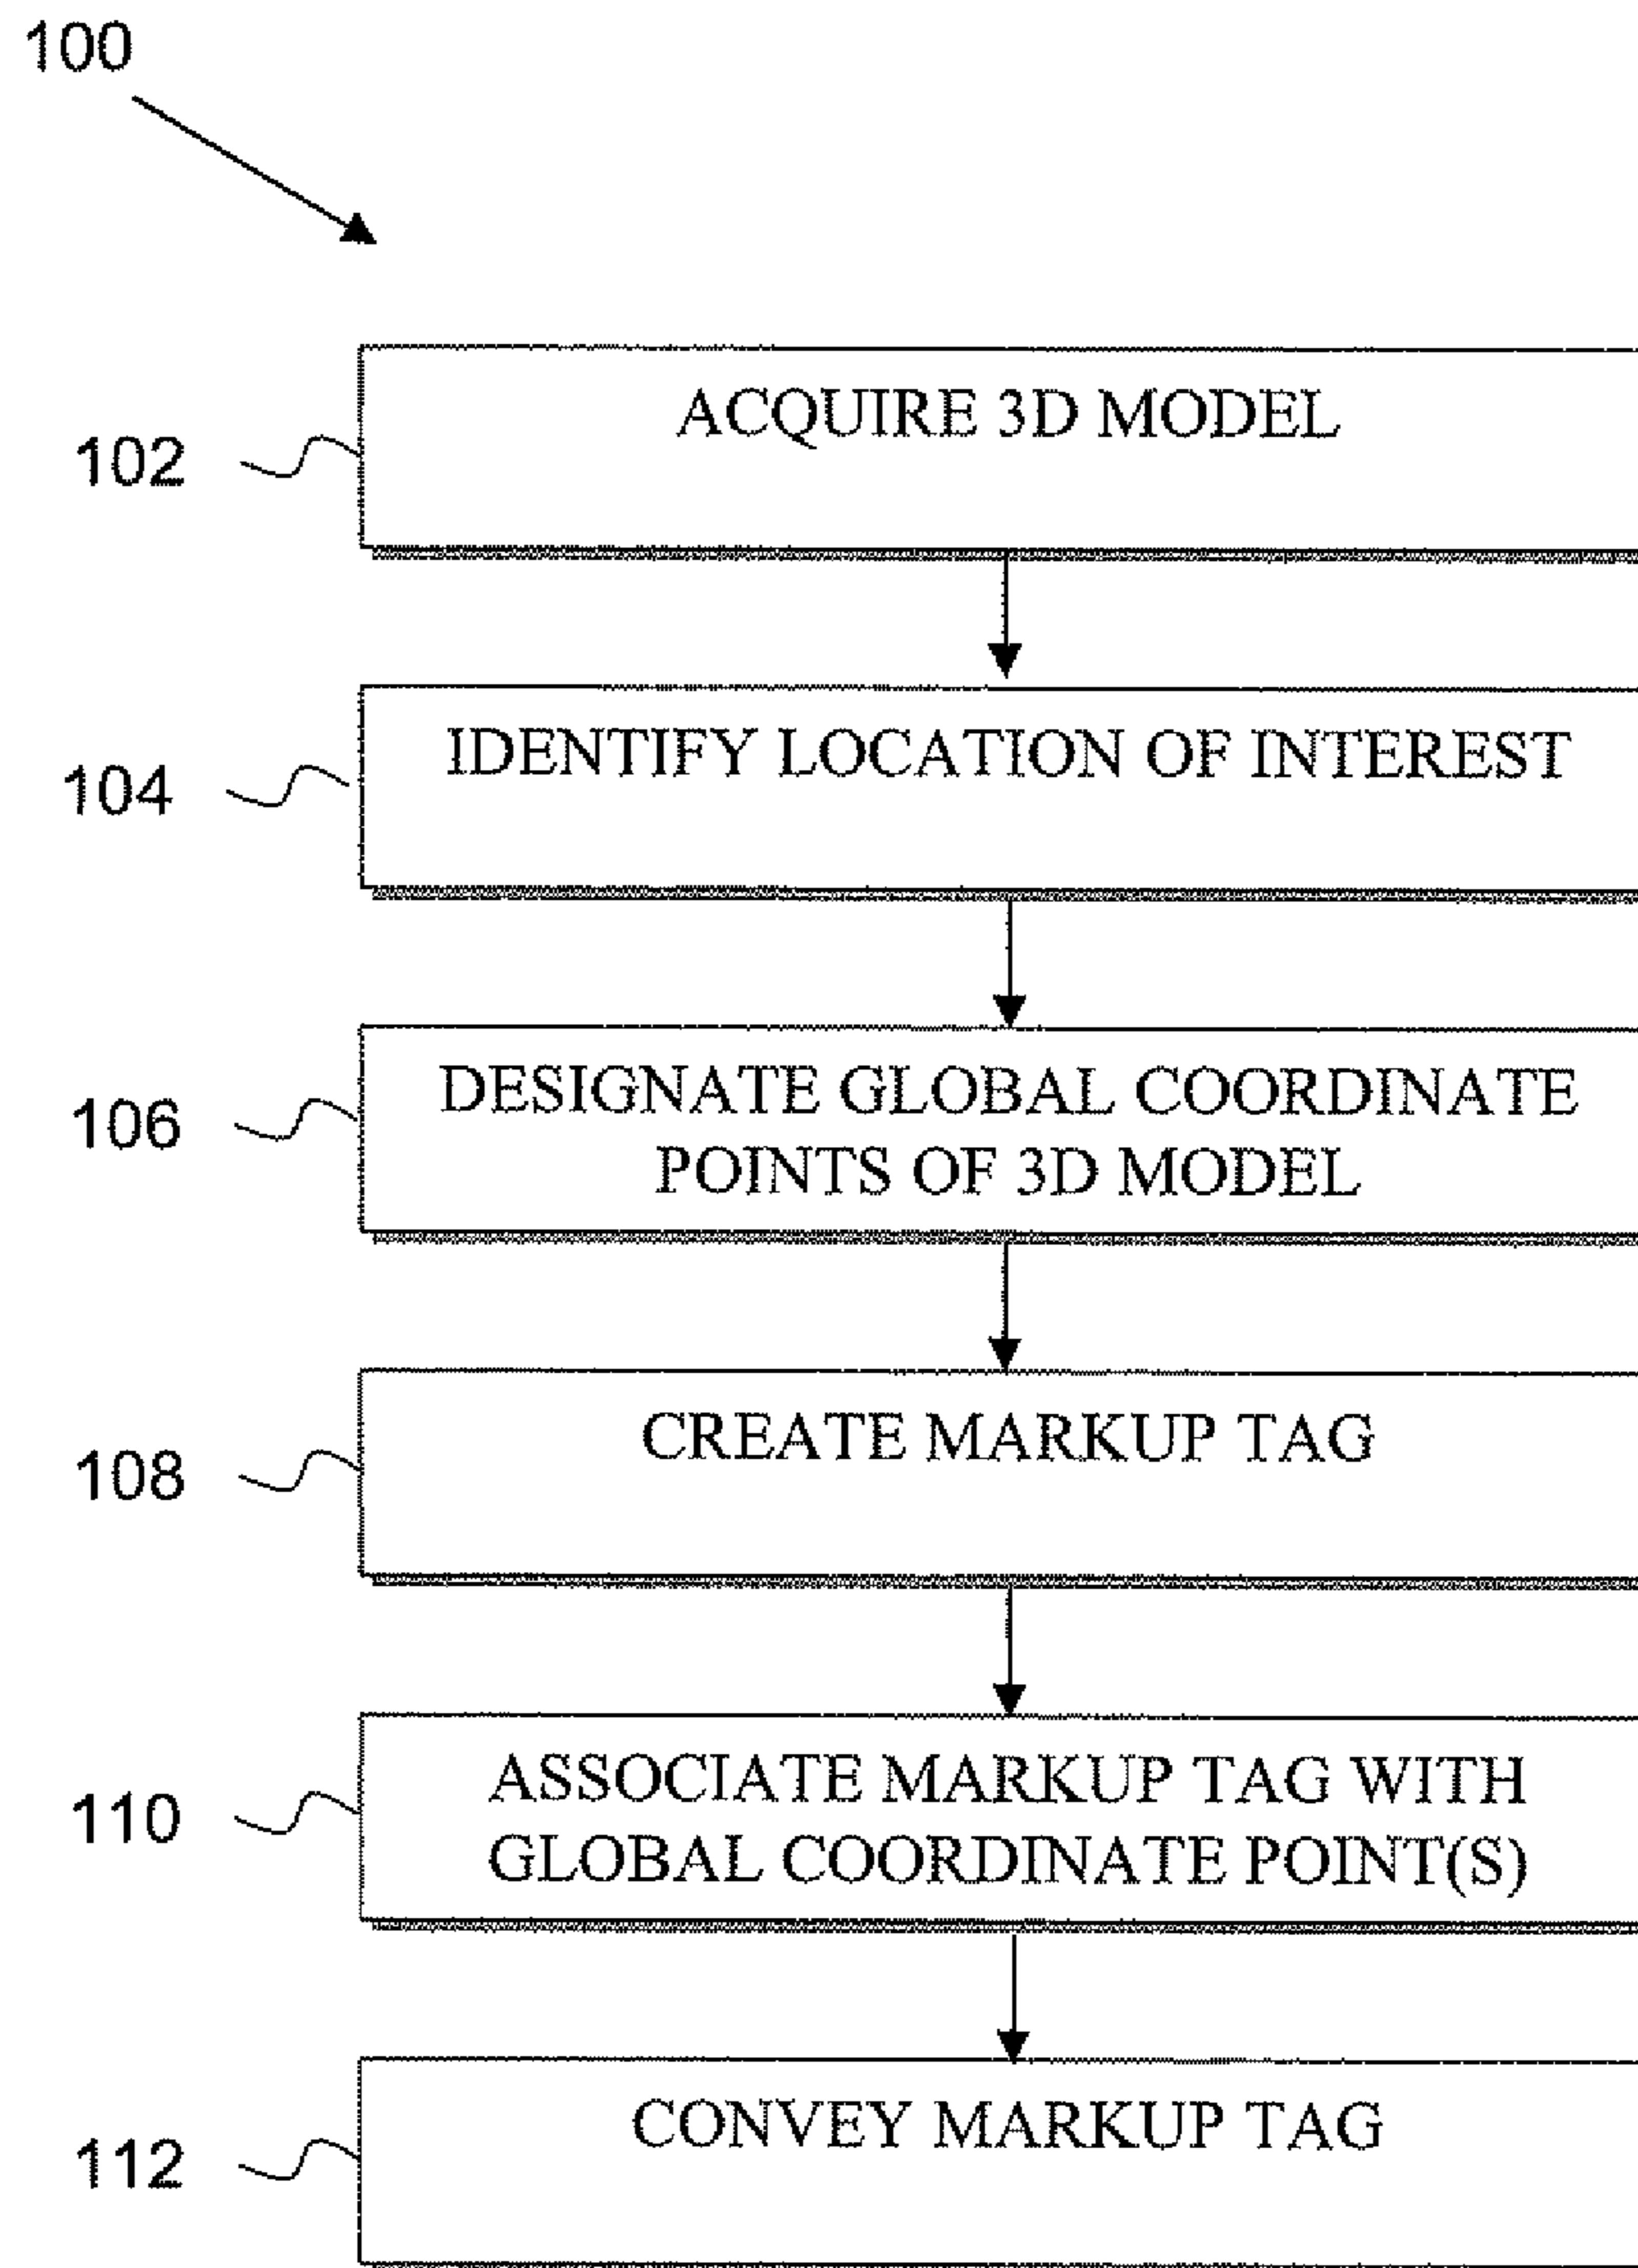 100
102
ACQUIRE 3D MODEL
104
IDENTIFY LOCATION OF INTEREST
106
DESIGNATE GLOBAL COORDINATE
POINTS OF 3D MODEL
108
CREATE MARKUP TAG
110
ASSOCIATE MARKUP TAG WITH
GLOBAL COORDINATE POINT(S)
112
CONVEY MARKUP TAG